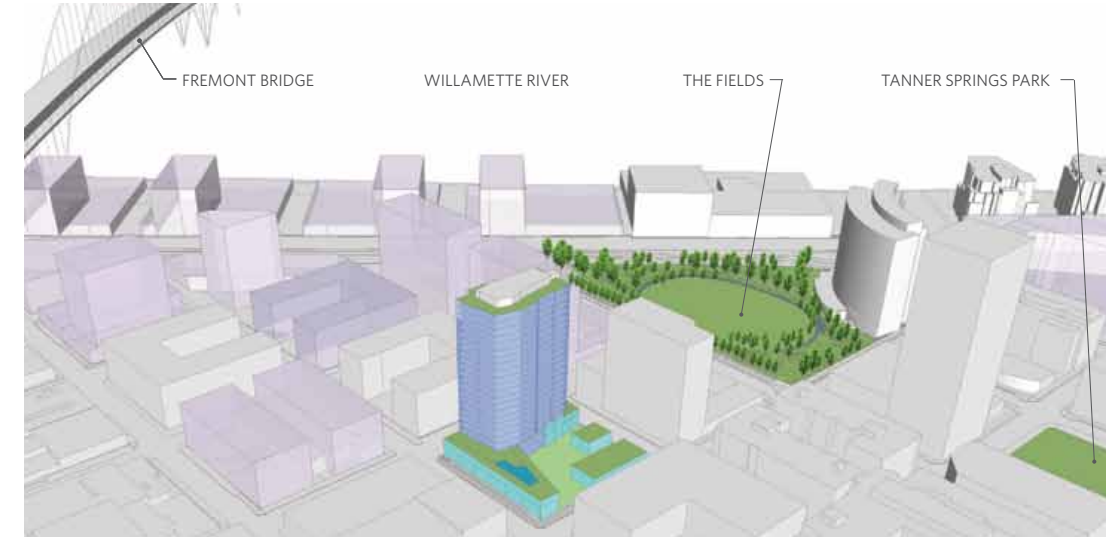 FREMONT BRIDGE
WILLAMETTE RIVER
THE FIELDS
TANNER SPRINGS PARK